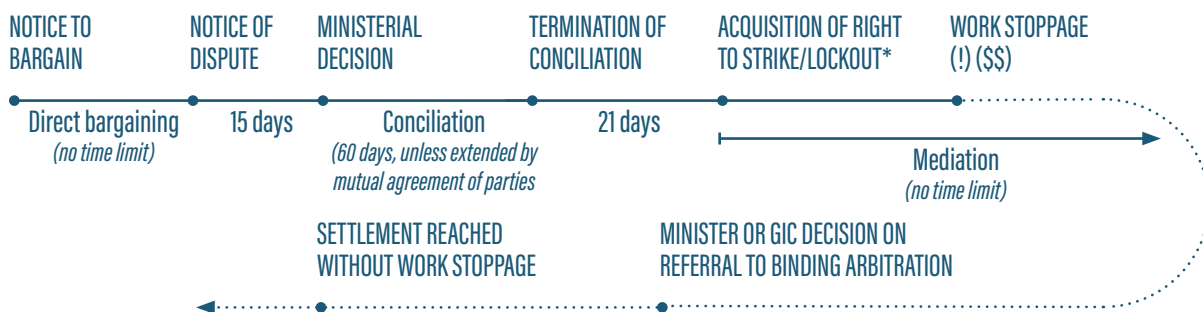 NOTICE TO
BARGAIN
NOTICE OF
DISPUTE
MINISTERIAL
DECISION
TERMINATION OF
CONCILIATION
ACQUISITION OF RIGHT
TO STRIKE/LOCKOUT*
WORK STOPPAGE
(!) ($$)
Direct bargaining
(no time limit)
15 days
Conciliation
(60 days, unless extended by
mutual agreement of parties
21 days
Mediation
(no time limit)
SETTLEMENT REACHED
WITHOUT WORK STOPPAGE
MINISTER OR GIC DECISION ON
REFERRAL TO BINDING ARBITRATION